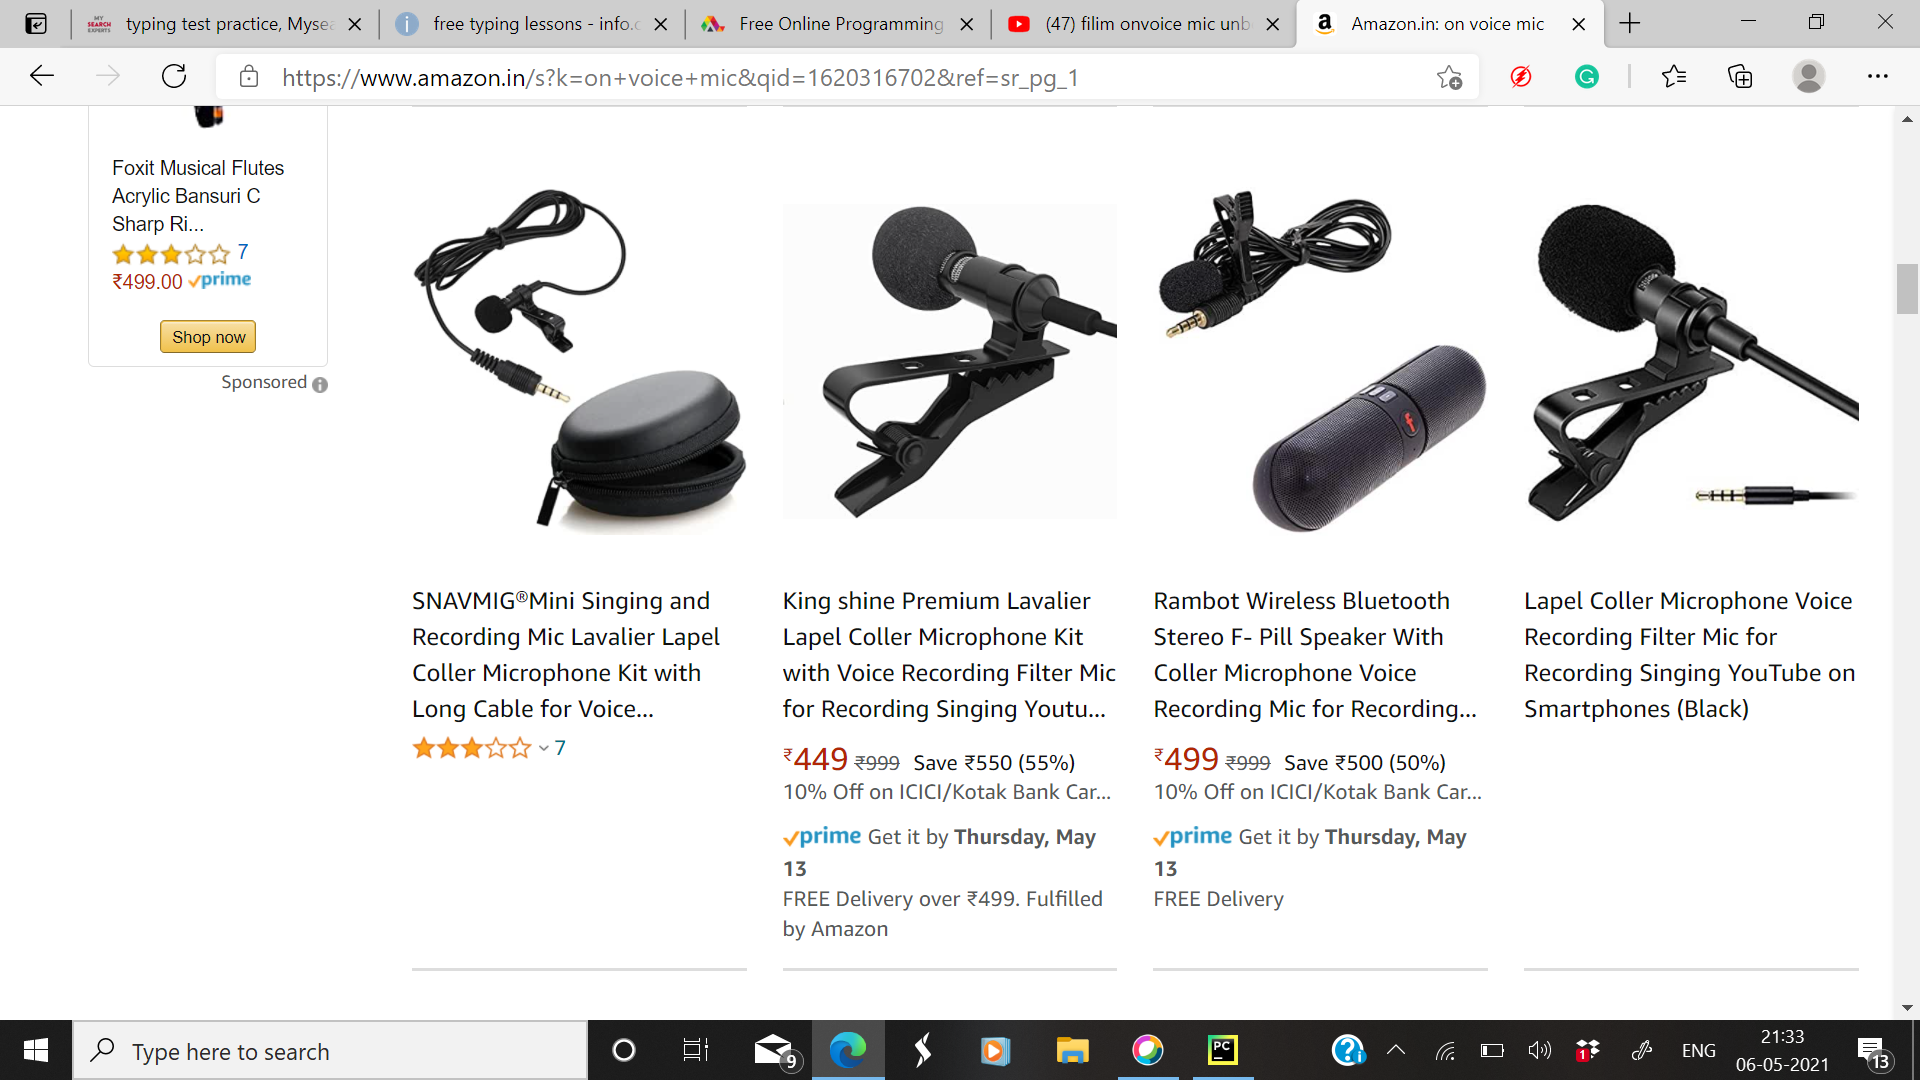 MY SEARCH EXPERTS
typing test practice, Mysea
free typing lessons - info.c
Free Online Programming
(47) filim onvoice mic unb
a
Amazon.in: on voice mic
https://www.amazon.in/s?k=on+voice+mic&qid=1620316702&ref=sr_pg_1
Foxit Musical Flutes
Acrylic Bansuri C
Sharp Ri...
7
₹499.00 prime
Shop now
Sponsored
SNAVMIG®Mini Singing and
Recording Mic Lavalier Lapel
Coller Microphone Kit with
Long Cable for Voice...
7
King shine Premium Lavalier
Lapel Coller Microphone Kit
with Voice Recording Filter Mic
for Recording Singing Youtu...
₹449 ₹999 Save ₹550 (55%)
10% Off on ICICI/Kotak Bank Car...
prime Get it by Thursday, May
13
FREE Delivery over ₹499. Fulfilled
by Amazon
Rambot Wireless Bluetooth
Stereo F- Pill Speaker With
Coller Microphone Voice
Recording Mic for Recording...
₹499 ₹999 Save ₹500 (50%)
10% Off on ICICI/Kotak Bank Car...
prime Get it by Thursday, May
13
FREE Delivery
Lapel Coller Microphone Voice
Recording Filter Mic for
Recording Singing YouTube on
Smartphones (Black)
Type here to search
9
PC
1
ENG
21:33
06-05-2021
13